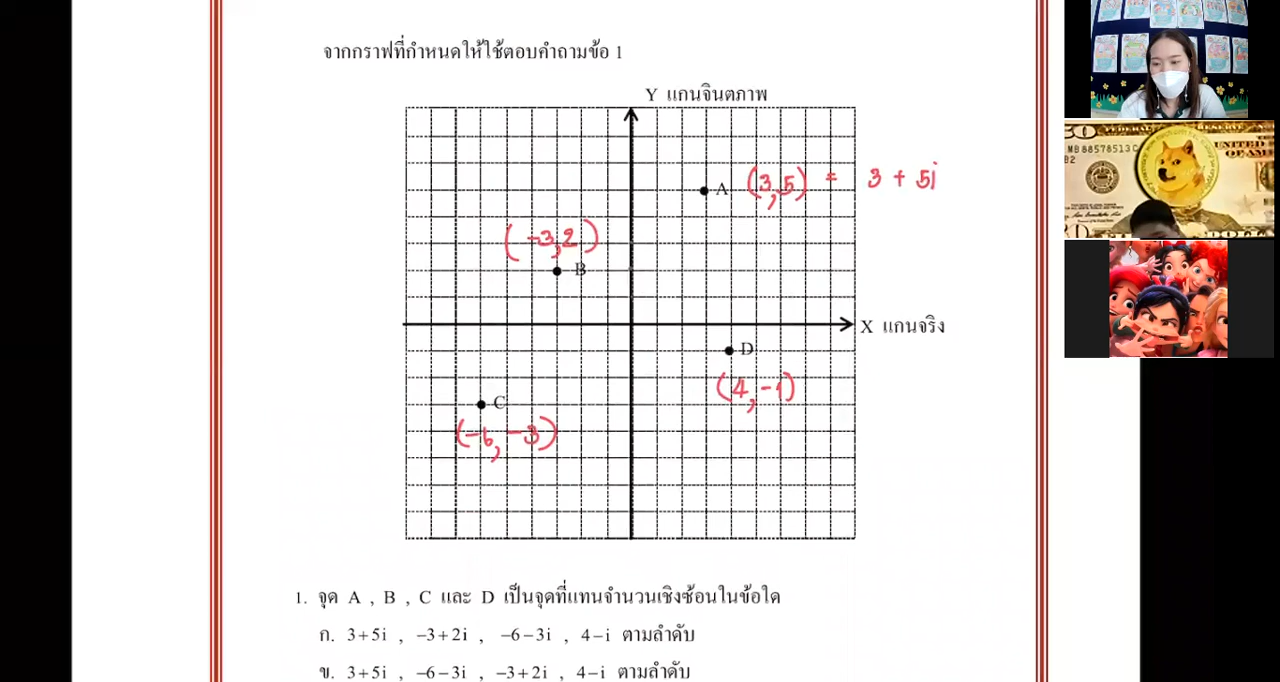 จากกราฟที่กำหนดให้ใช้ตอบคำถามข้อ 1
Y แกนจินตภาพ
A (3,5) = 3 + 5i
(-3,2)
B
X แกนจริง
D
(4,-1)
C
(-6,-3)
1. จุด A , B , C และ D เป็นจุดที่แทนจำนวนเชิงซ้อนในข้อใด
ก. 3+5i , −3+2i , −6−3i , 4−i ตามลำดับ
ข. 3+5i , −6−3i , −3+2i , 4−i ตามลำดับ
MB88578513C
UNITED